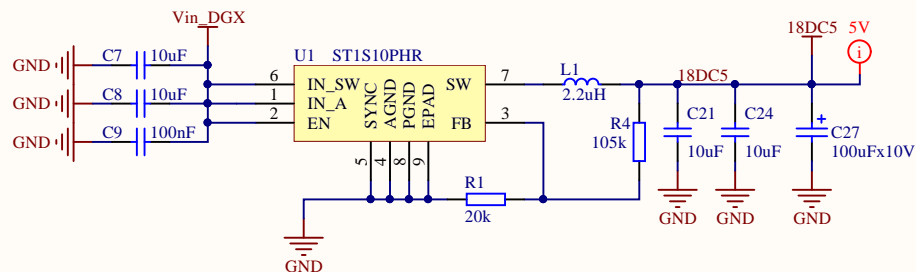 Vin_DGX
18DC5
5V
i
GND
C7
10uF
U1
ST1S10PHR
GND
C8
10uF
GND
C9
100nF
6
1
2
IN_SW
IN_A
EN
SYNC
AGND
PGND
EPAD
SW
FB
7
3
5
4
8
9
L1
2.2uH
18DC5
R4
105k
C21
10uF
C24
10uF
+
C27
100uFx10V
R1
20k
GND
GND
GND
GND